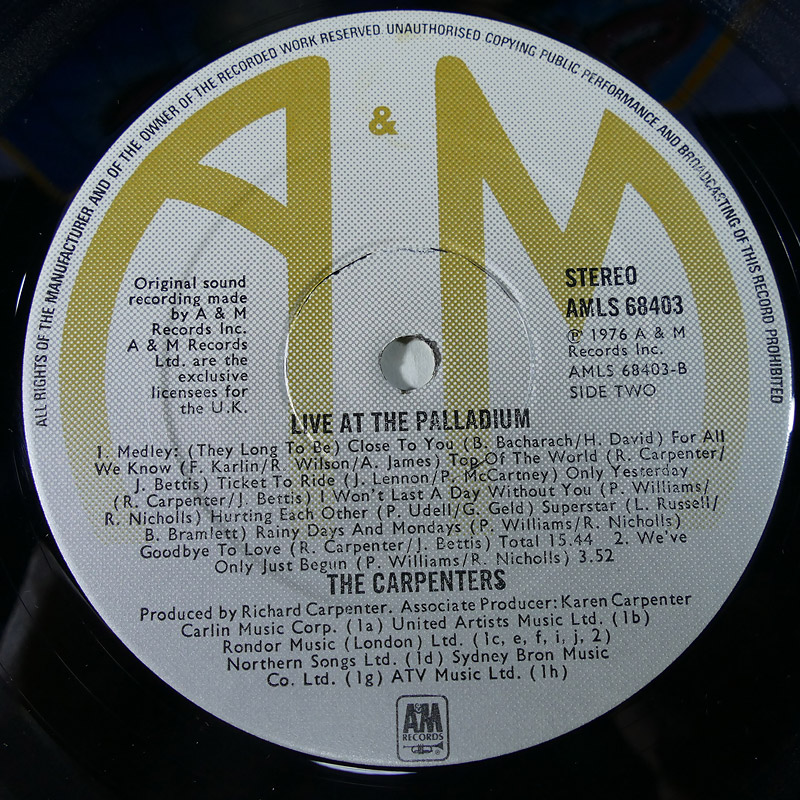 ALL RIGHTS OF THE MANUFACTURER AND OF THE OWNER OF THE RECORDED WORK RESERVED. UNAUTHORISED COPYING PUBLIC PERFORMANCE AND BROADCASTING OF THIS RECORD PROHIBITED
A & M
Original sound
recording made
by A & M
Records Inc.
A & M Records
Ltd. are the
exclusive
licensees for
the U.K.
STEREO
AMLS 68403
℗ 1976 A & M
Records Inc.
AMLS 68403-B
SIDE TWO
LIVE AT THE PALLADIUM
1. Medley: (They Long To Be) Close To You (B. Bacharach/H. David) For All
We Know (F. Karlin/R. Wilson/A. James) Top Of The World (R. Carpenter/
J. Bettis) Ticket To Ride (J. Lennon/P. McCartney) Only Yesterday
(R. Carpenter/J. Bettis) I Won't Last A Day Without You (P. Williams/
R. Nicholls) Hurting Each Other (P. Udell/G. Geld) Superstar (L. Russell/
B. Bramlett) Rainy Days And Mondays (P. Williams/R. Nicholls)
Goodbye To Love (R. Carpenter/J. Bettis) Total 15.44 2. We've
Only Just Begun (P. Williams/R. Nicholls) 3.52
THE CARPENTERS
Produced by Richard Carpenter. Associate Producer: Karen Carpenter
Carlin Music Corp. (1a) United Artists Music Ltd. (1b)
Rondor Music (London) Ltd. (1c, e, f, i, j, 2)
Northern Songs Ltd. (1d) Sydney Bron Music
Co. Ltd. (1g) ATV Music Ltd. (1h)
A&M
RECORDS